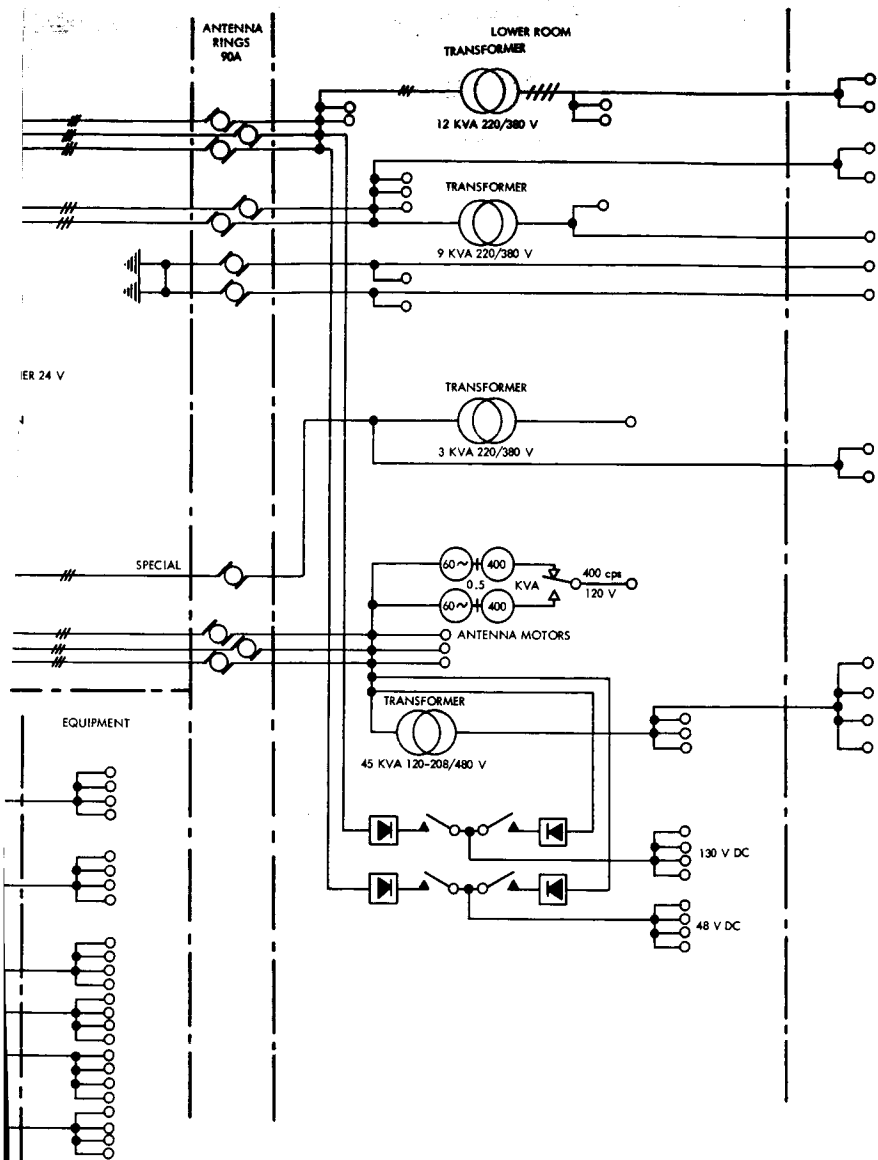 ANTENNA
RINGS
90A
LOWER ROOM
TRANSFORMER
12 KVA 220/380 V
TRANSFORMER
9 KVA 220/380 V
24 V
TRANSFORMER
3 KVA 220/380 V
SPECIAL
60~ 400
0.5 KVA
60~ 400
400 cps
120 V
ANTENNA MOTORS
EQUIPMENT
TRANSFORMER
45 KVA 120-208/480 V
130 V DC
48 V DC